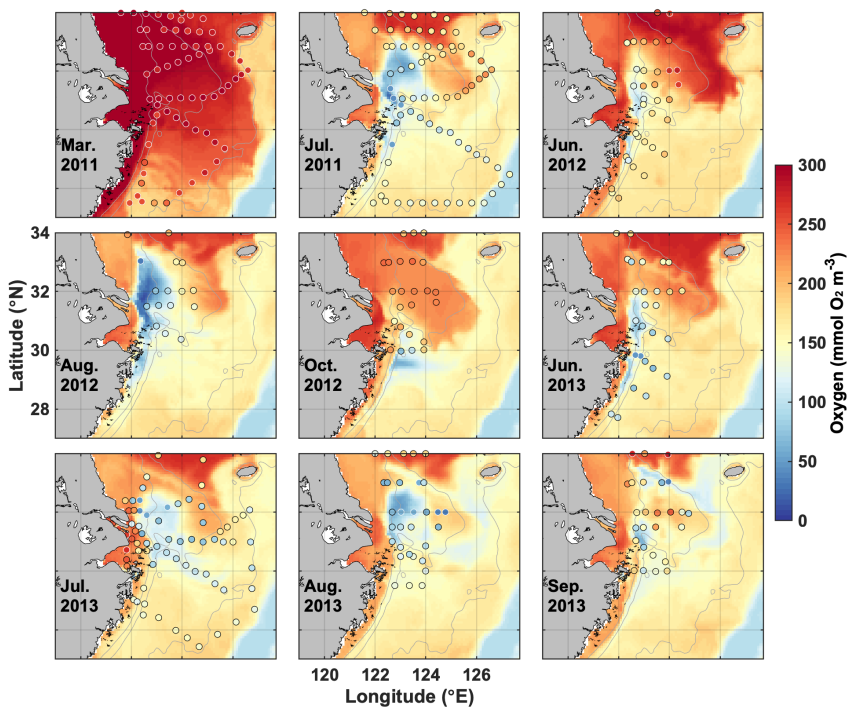 Mar.
2011
Jul.
2011
Jun.
2012
34
32
30
28
Latitude (°N)
Aug.
2012
Oct.
2012
Jun.
2013
Jul.
2013
Aug.
2013
Sep.
2013
120 122 124 126
Longitude (°E)
300
250
200
150
100
50
0
Oxygen (mmol O₂ m⁻³)